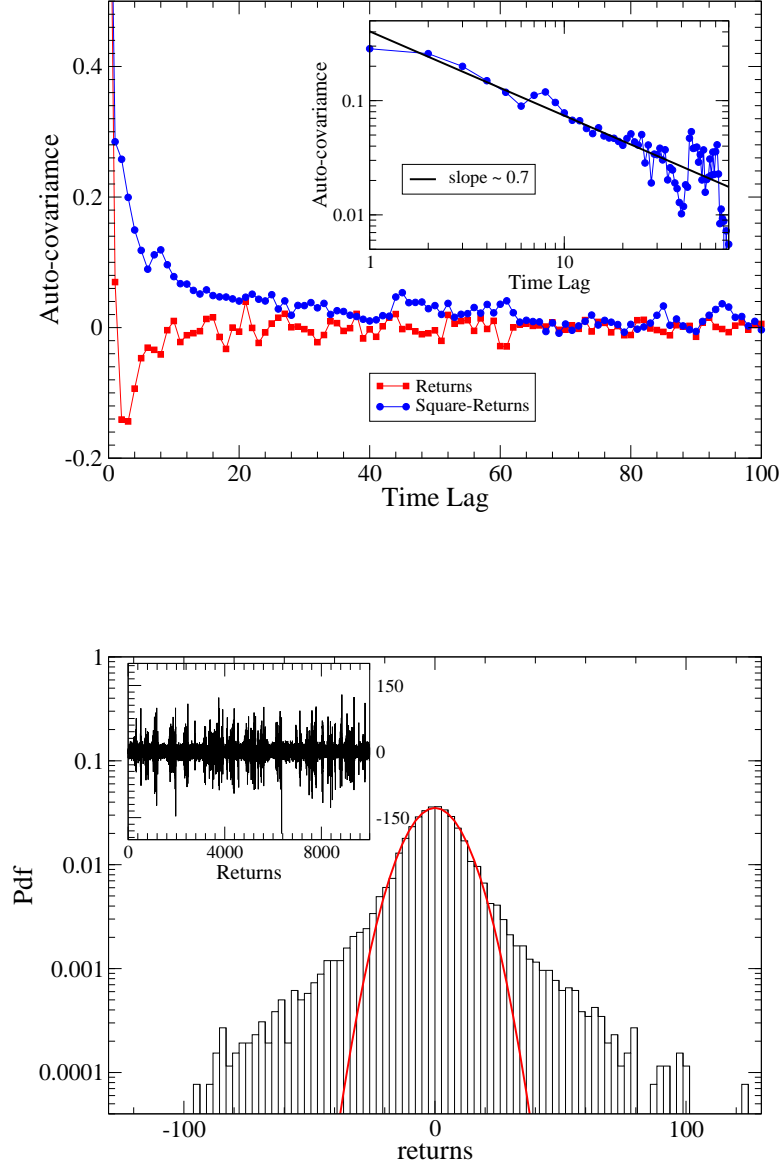 0.4
0.2
0
-0.2
Auto-covariamce
0 20 40 60 80 100
Time Lag
Returns
Square-Returns
0.1
0.01
Auto-covariamce
slope ~ 0.7
1 10
Time Lag
1
0.1
0.01
0.001
0.0001
Pdf
150
0
-150
0 4000 8000
Returns
-100 0 100
returns